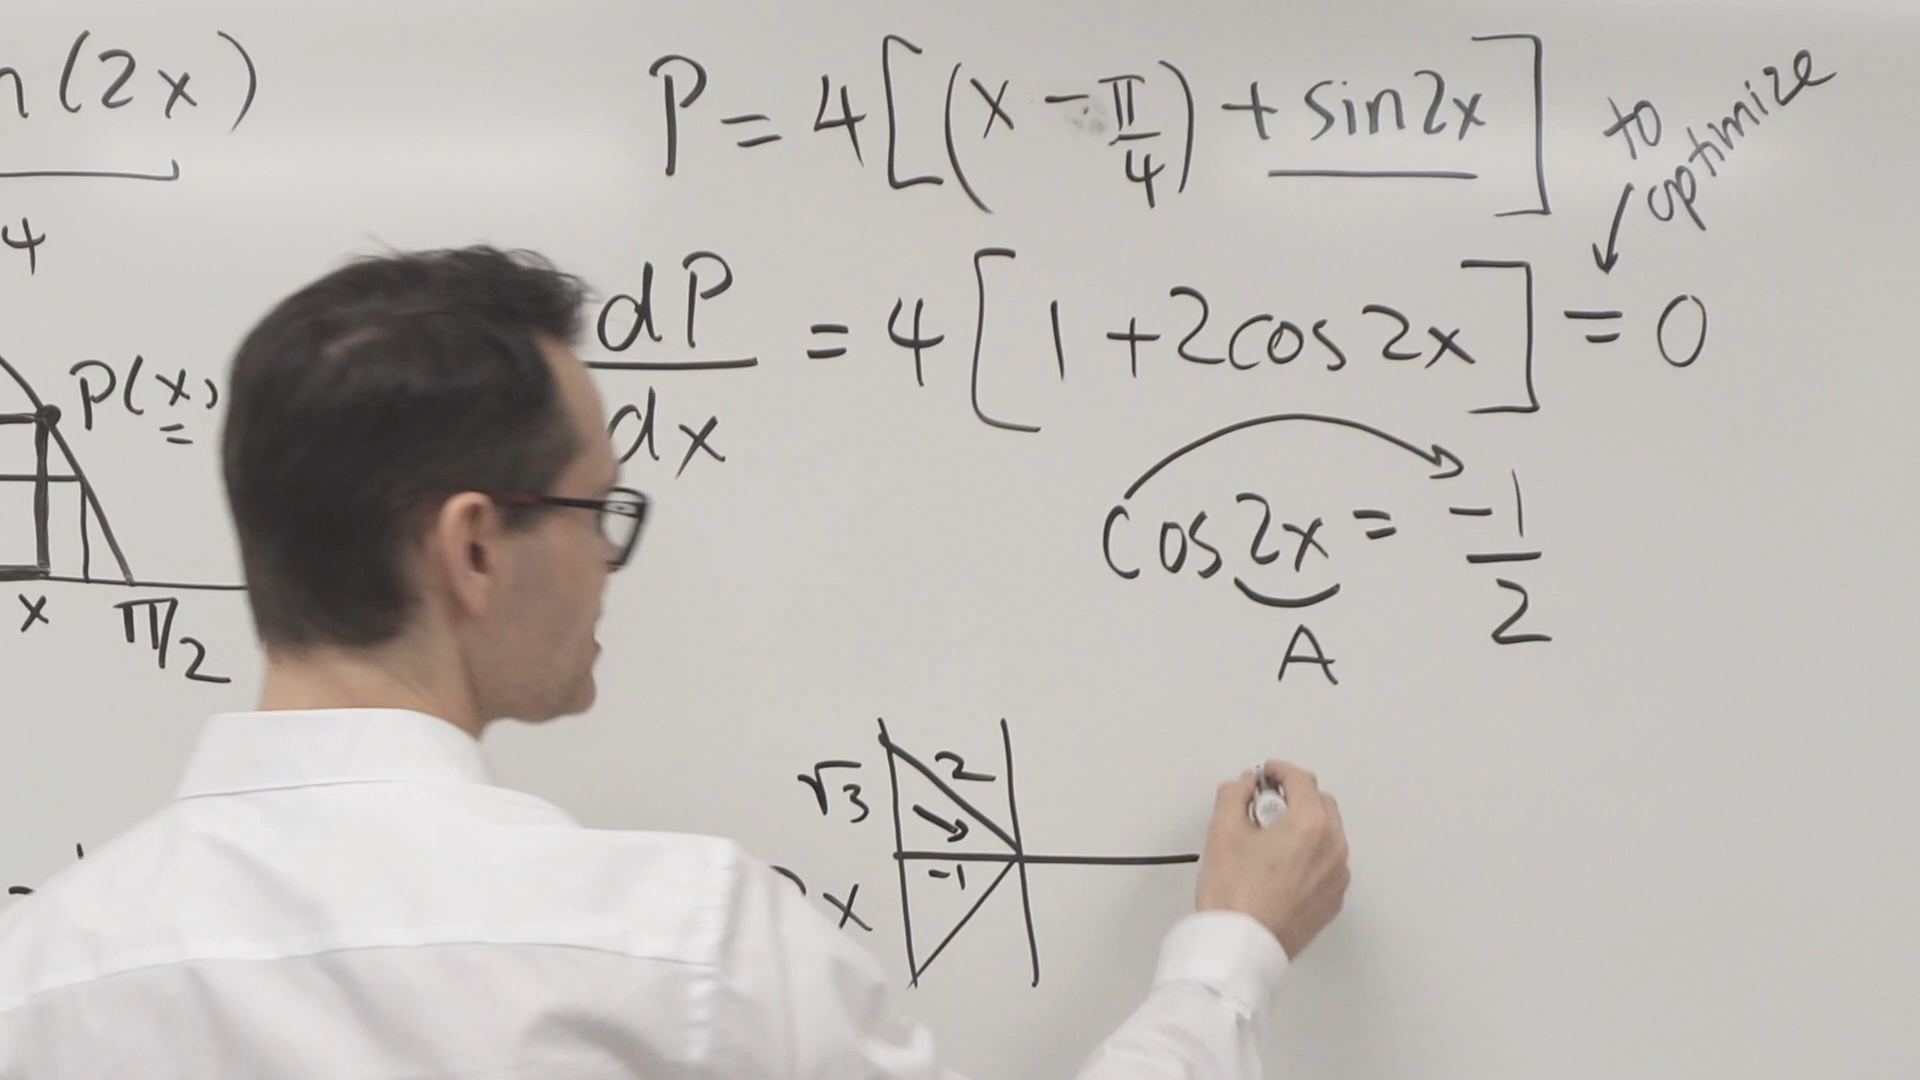 (2x)
4
P(x)
x π/2
P = 4[(x - π/4) + sin2x]
to optimize
dP/dx = 4[1 + 2cos2x] = 0
cos2x = -1/2
A
√3 2
-1
x